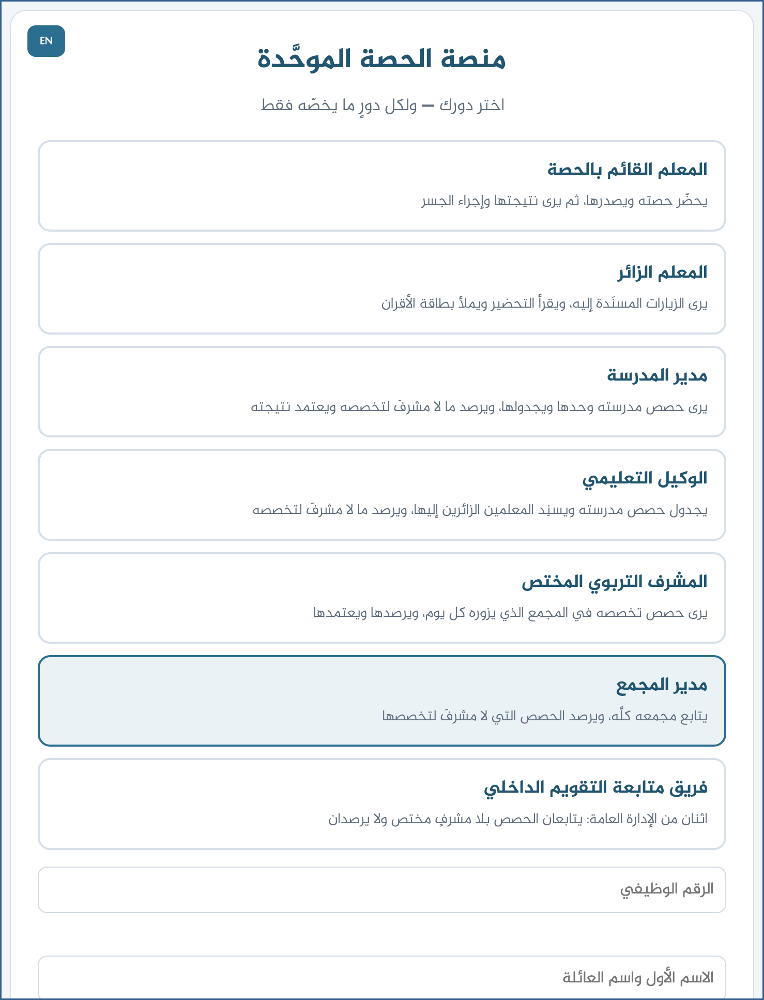 EN
منصة الحصة الموحَّدة
اختر دورك — ولكل دورٍ ما يخصّه فقط
المعلم القائم بالحصة
يحضّر حصته ويصدرها، ثم يرى نتيجتها وإجراء الجسر
المعلم الزائر
يرى الزيارات المسنَدة إليه، ويقرأ التحضير ويملأ بطاقة الأقران
مدير المدرسة
يرى حصص مدرسته وحدها ويجدولها، ويرصد ما لا مشرفَ لتخصصه ويعتمد نتيجته
الوكيل التعليمي
يجدول حصص مدرسته ويسنِد المعلمين الزائرين إليها، ويرصد ما لا مشرفَ لتخصصه
المشرف التربوي المختص
يرى حصص تخصصه في المجمع الذي يزوره كل يوم، ويرصدها ويعتمدها
مدير المجمع
يتابع مجمعه كلَّه، ويرصد الحصص التي لا مشرفَ لتخصصها
فريق متابعة التقويم الداخلي
اثنان من الإدارة العامة: يتابعان الحصص بلا مشرفٍ مختص ولا يرصدان
الرقم الوظيفي
الاسم الأول واسم العائلة